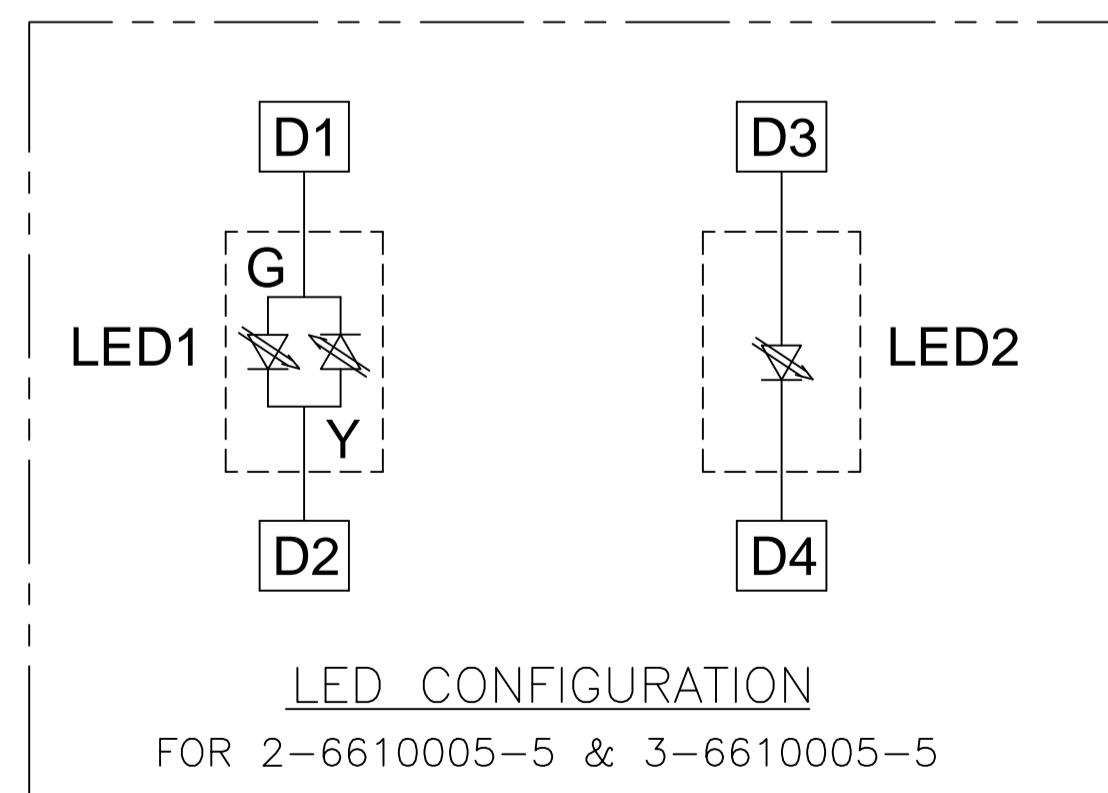 D1
D3
G
LED1
LED2
Y
D2
D4
LED CONFIGURATION
FOR 2-6610005-5 & 3-6610005-5